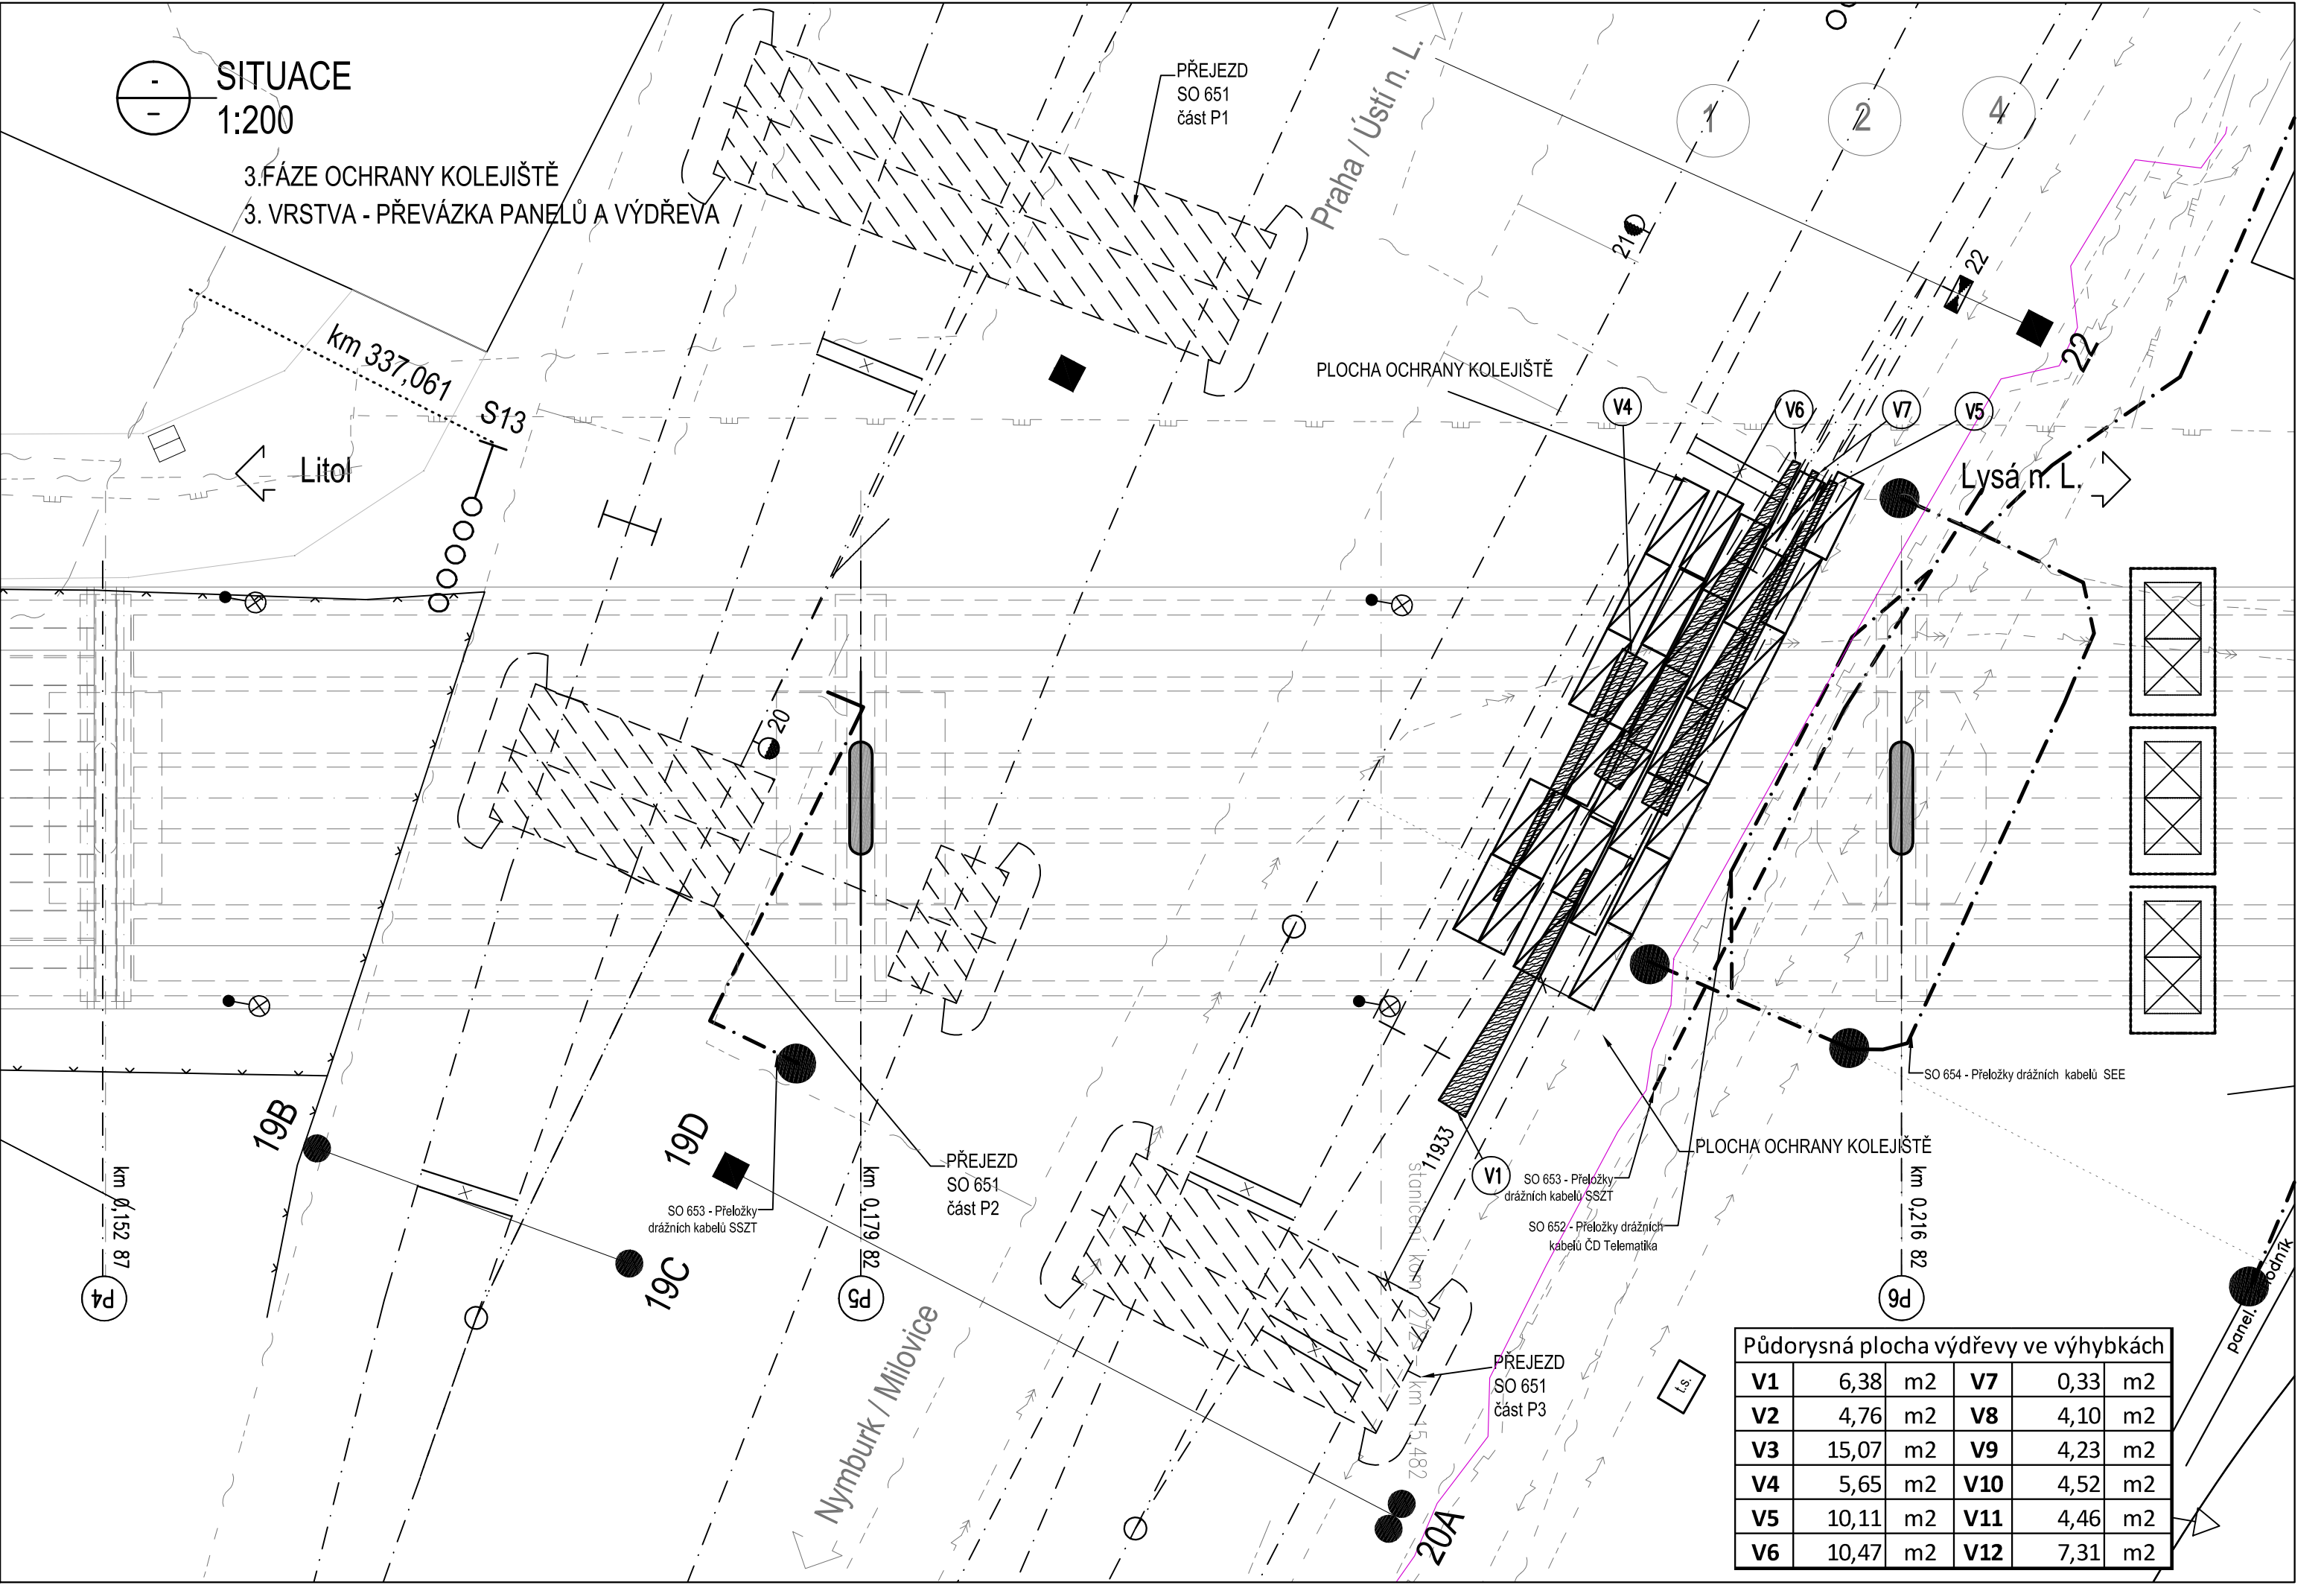 SITUACE
1:200
3.FÁZE OCHRANY KOLEJIŠTĚ
3. VRSTVA - PŘEVÁZKA PANELŮ A VÝDŘEVA
PŘEJEZD
SO 651
část P1
Praha / Ústí n. L.
1
2
4
21
22
22
km 337,061
S13
Litol
PLOCHA OCHRANY KOLEJIŠTĚ
V4
V6
V7
V5
Lysá n. L.
20
19B
19D
19C
SO 653 - Přeložky
drážních kabelů SSZT
PŘEJEZD
SO 651
část P2
km 0,152 87
P4
km 0,179 82
P5
Nymburk / Milovice
11933
V1
SO 653 - Přeložky
drážních kabelů SSZT
SO 652 - Přeložky drážních
kabelů ČD Telematika
PLOCHA OCHRANY KOLEJIŠTĚ
SO 654 - Přeložky drážních kabelů SEE
km 0,216 82
P6
PŘEJEZD
SO 651
část P3
km 15,482
20A
t.s.
panel.
Půdorysná plocha výdřevy ve výhybkách
V1 6,38 m2 V7 0,33 m2
V2 4,76 m2 V8 4,10 m2
V3 15,07 m2 V9 4,23 m2
V4 5,65 m2 V10 4,52 m2
V5 10,11 m2 V11 4,46 m2
V6 10,47 m2 V12 7,31 m2